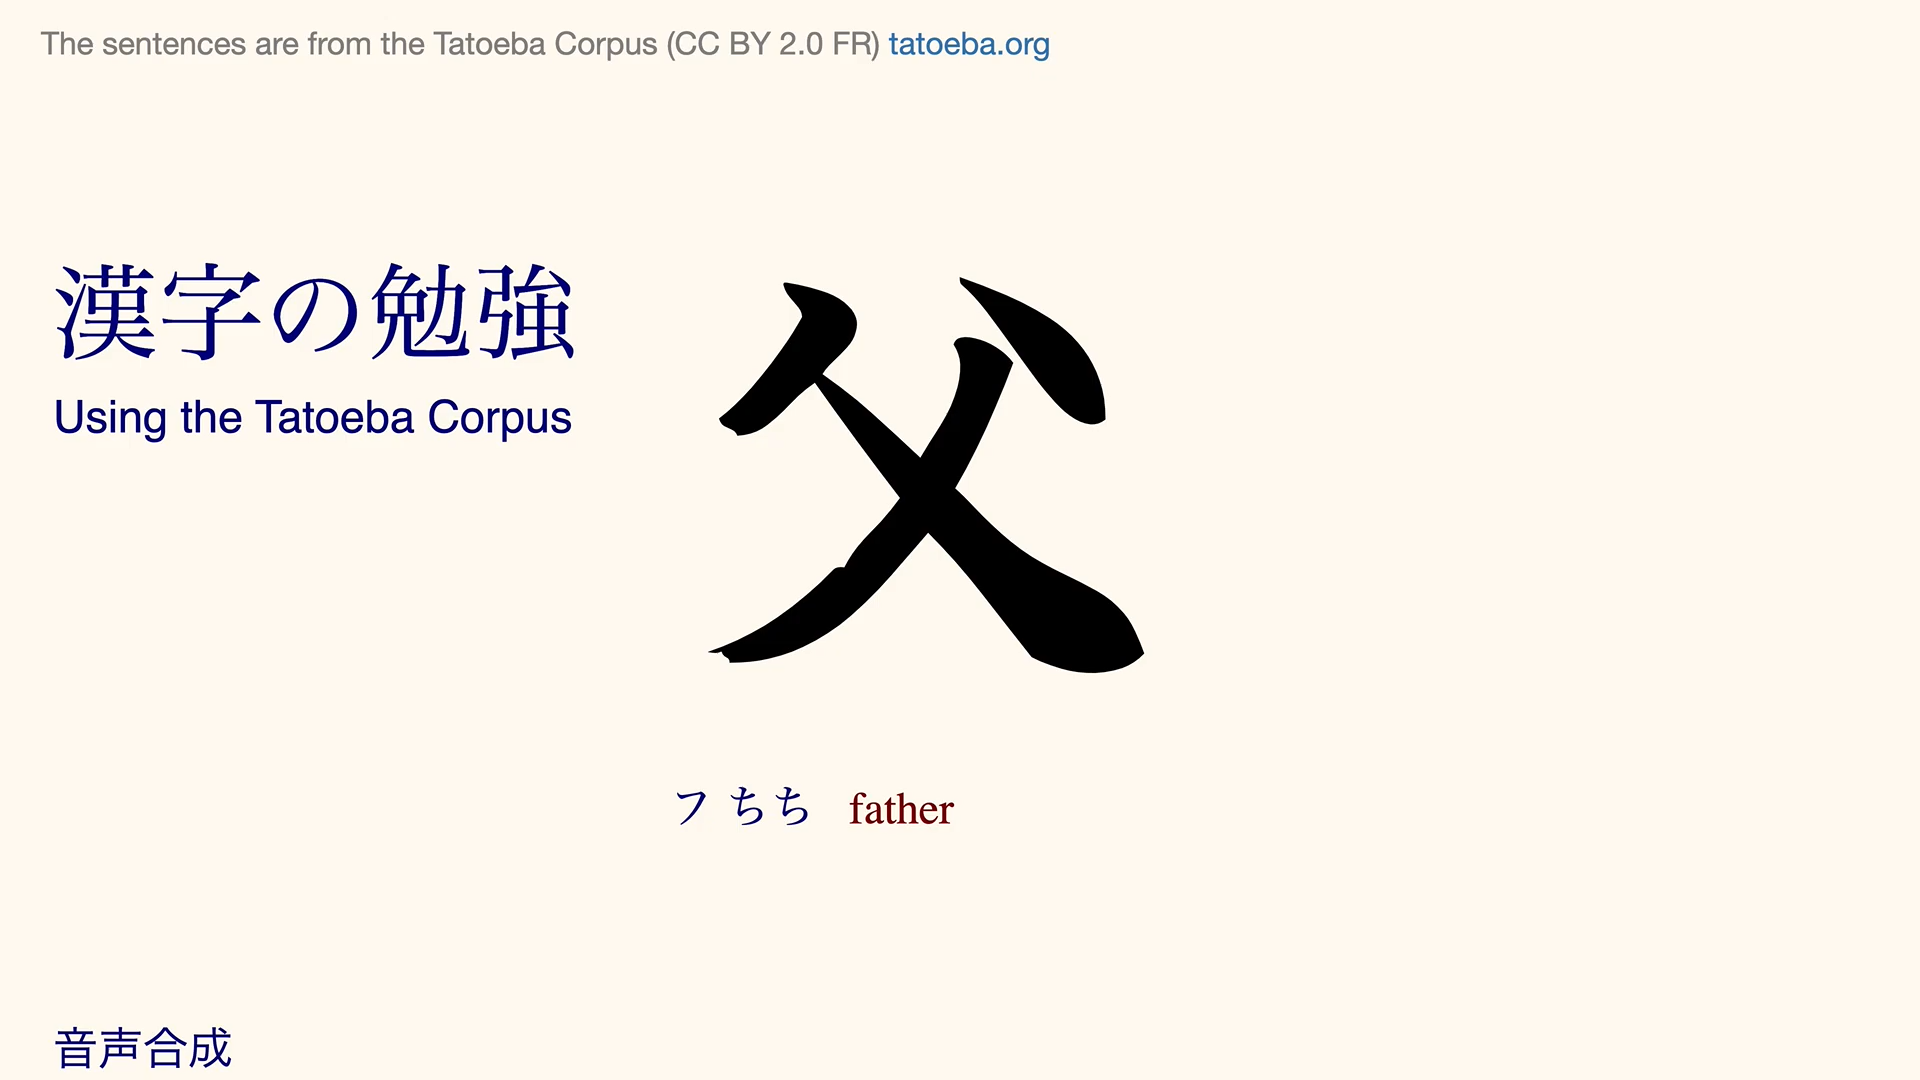 The sentences are from the Tatoeba Corpus (CC BY 2.0 FR) tatoeba.org
漢字の勉強
Using the Tatoeba Corpus
父
フ ちち father
音声合成